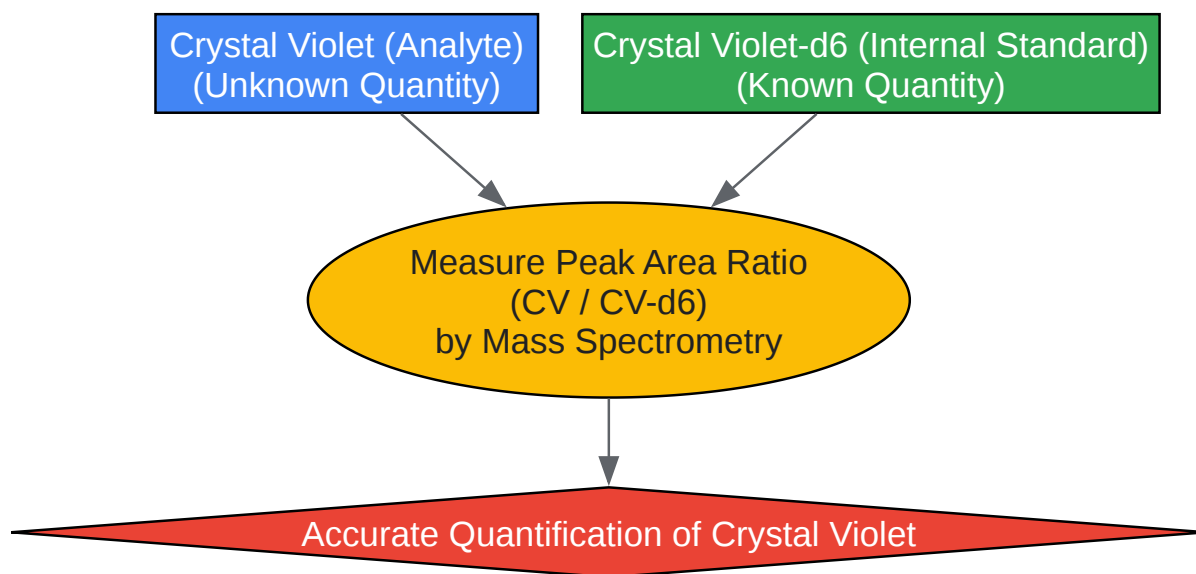 Crystal Violet (Analyte)
(Unknown Quantity)
Crystal Violet-d6 (Internal Standard)
(Known Quantity)
Measure Peak Area Ratio
(CV / CV-d6)
by Mass Spectrometry
Accurate Quantification of Crystal Violet